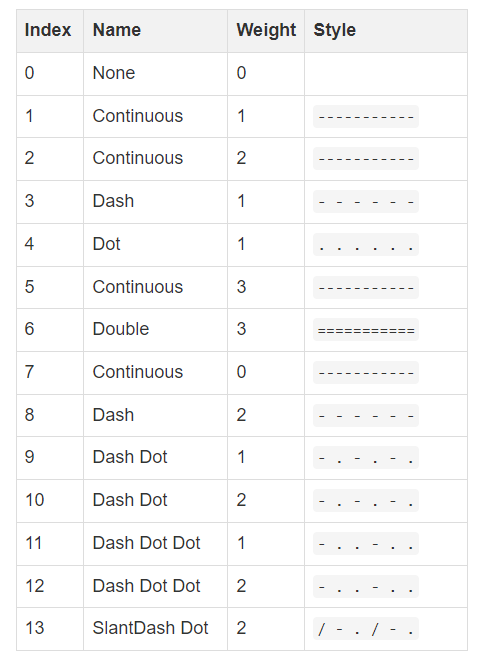 Index Name Weight Style
0 None 0
1 Continuous 1 -----------
2 Continuous 2 -----------
3 Dash 1 - - - - - -
4 Dot 1 . . . . . .
5 Continuous 3 -----------
6 Double 3 ===========
7 Continuous 0 -----------
8 Dash 2 - - - - - -
9 Dash Dot 1 - . - . - .
10 Dash Dot 2 - . - . - .
11 Dash Dot Dot 1 - . . - . .
12 Dash Dot Dot 2 - . . - . .
13 SlantDash Dot 2 / - . / - .